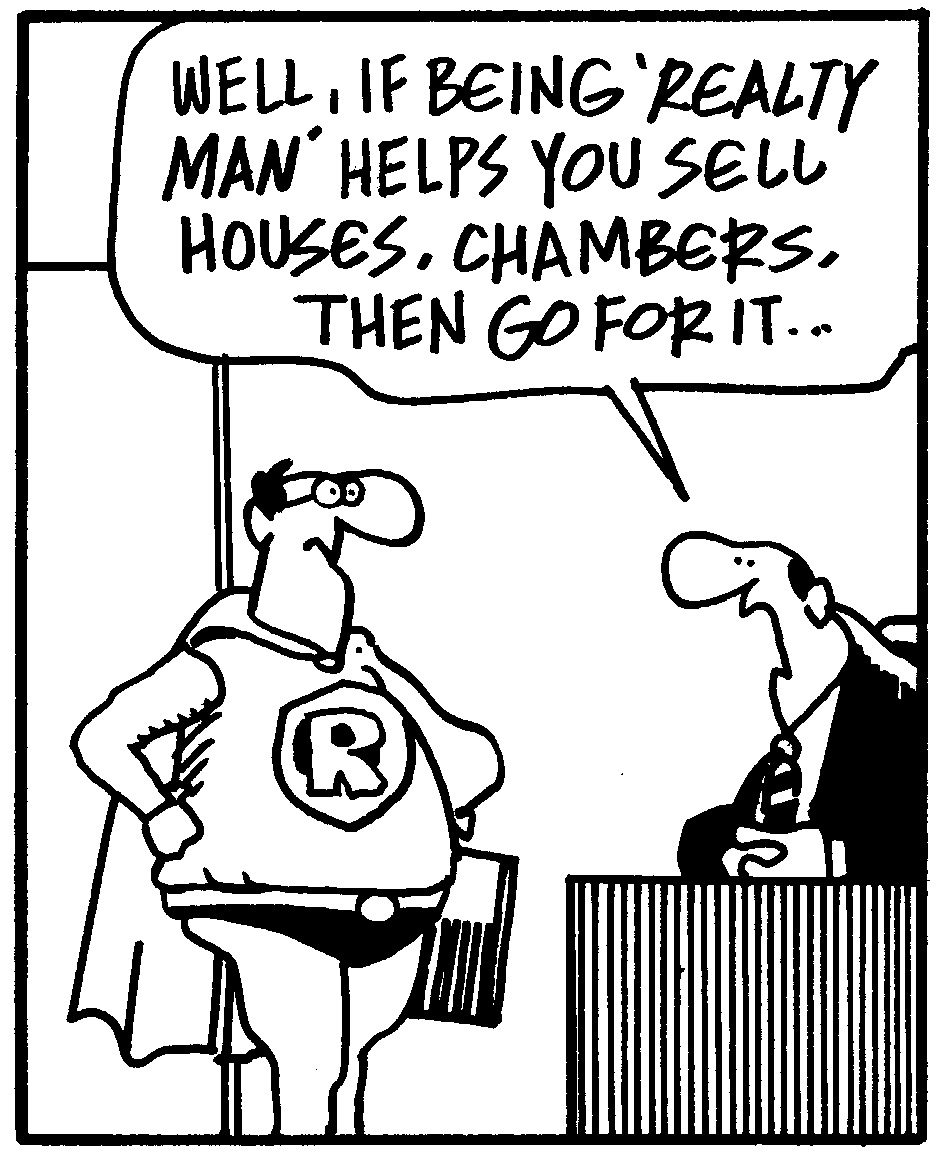 WELL, IF BEING 'REALTY
MAN' HELPS YOU SELL
HOUSES, CHAMBERS,
THEN GO FOR IT...
R